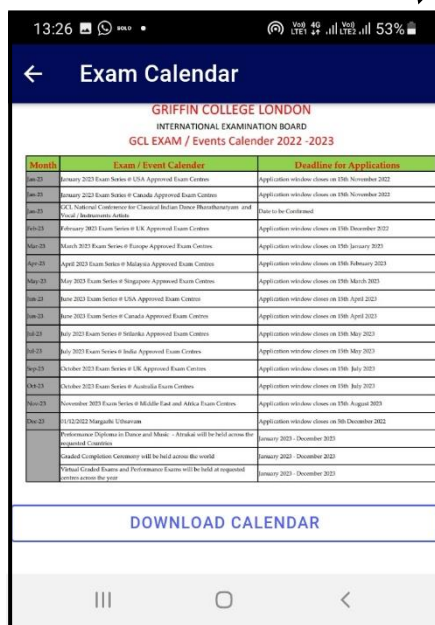 13:26
Vo)) 4G LTE1 Vo)) LTE2 53%
Exam Calendar
GRIFFIN COLLEGE LONDON
INTERNATIONAL EXAMINATION BOARD
GCL EXAM / Events Calender 2022 -2023
Month Exam / Event Calender Deadline for Applications
Jan-23 January 2023 Exam Series @ USA Approved Exam Centres Application window closes on 15th November 2022
Jan-23 January 2023 Exam Series @ Canada Approved Exam Centres Application window closes on 15th November 2022
Jan-23 GCL National Conference for Classical Indian Dance Bharathanatyam and Date to be Confirmed
Vocal / Instruments Artists
Feb-23 February 2023 Exam Series @ UK Approved Exam Centres Application window closes on 15th December 2022
Mar-23 March 2023 Exam Series @ Europe Approved Exam Centres. Application window closes on 15th January 2023
Apr-23 April 2023 Exam Series @ Malaysia Approved Exam Centres Application window closes on 15th February 2023
May-23 May 2023 Exam Series @ Singapore Approved Exam Centres Application window closes on 15th March 2023
Jun-23 June 2023 Exam Series @ USA Approved Exam Centres Application window closes on 15th April 2023
Jun-23 June 2023 Exam Series @ Canada Approved Exam Centres Application window closes on 15th April 2023
Jul-23 July 2023 Exam Series @ Srilanka Approved Exam Centres Application window closes on 15th May 2023
Jul-23 July 2023 Exam Series @ India Approved Exam Centres Application window closes on 15th May 2023
Sep-23 October 2023 Exam Series @ UK Approved Exam Centres Application window closes on 15th July 2023
Oct-23 October 2023 Exam Series @ Australia Exam Centres Application window closes on 15th July 2023
Nov-23 November 2023 Exam Series @ Middle East and Africa Exam Centres Application window closes on 15th August 2023
Dec-23 01/12/2022 Margazhi Uthsavam Application window closes on 5th December 2022
Performance Diploma in Dance and Music - Attrakai will be held across the January 2023 - December 2023
requested Countries
Graded Completion Ceremony will be held across the world January 2023 - December 2023
Virtual Graded Exams and Performance Exams will be held at requested January 2023 - December 2023
centres across the year
DOWNLOAD CALENDAR